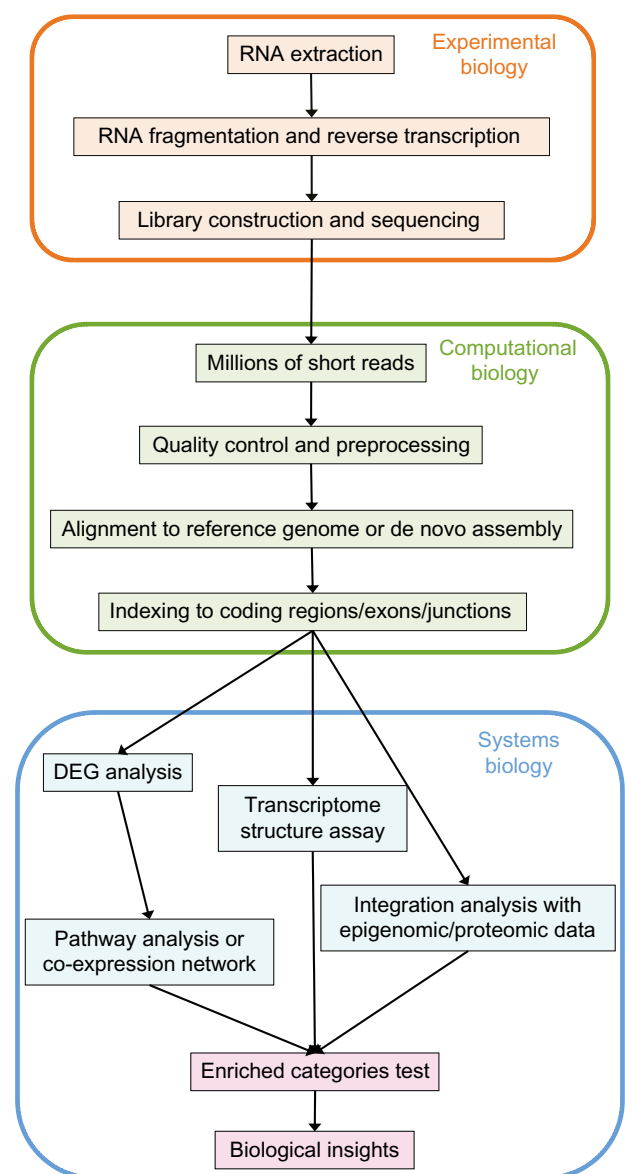 Experimental
biology
RNA extraction
RNA fragmentation and reverse transcription
Library construction and sequencing
Computational
biology
Millions of short reads
Quality control and preprocessing
Alignment to reference genome or de novo assembly
Indexing to coding regions/exons/junctions
Systems
biology
DEG analysis
Transcriptome
structure assay
Integration analysis with
epigenomic/proteomic data
Pathway analysis or
co-expression network
Enriched categories test
Biological insights